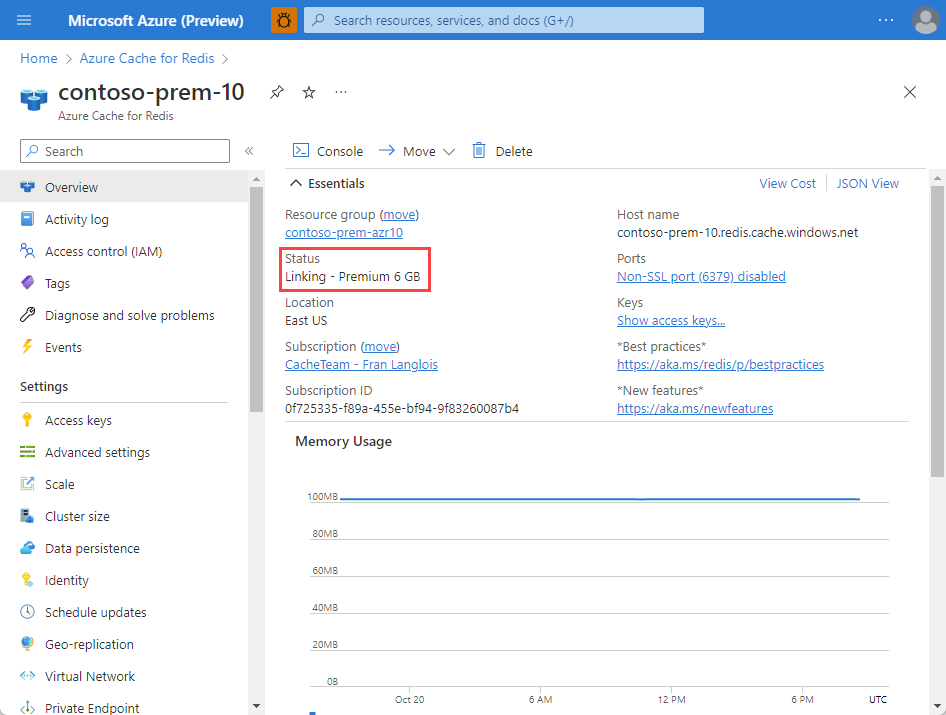 Microsoft Azure (Preview)
Search resources, services, and docs (G+/)
Home > Azure Cache for Redis >
contoso-prem-10
Azure Cache for Redis
Search
Overview
Activity log
Access control (IAM)
Tags
Diagnose and solve problems
Events
Settings
Access keys
Advanced settings
Scale
Cluster size
Data persistence
Identity
Schedule updates
Geo-replication
Virtual Network
Private Endpoint
Console
Move
Delete
Essentials
View Cost
JSON View
Resource group (move)
contoso-prem-azr10
Status
Linking - Premium 6 GB
Location
East US
Subscription (move)
CacheTeam - Fran Langlois
Subscription ID
0f725335-f89a-455e-bf94-9f83260087b4
Host name
contoso-prem-10.redis.cache.windows.net
Ports
Non-SSL port (6379) disabled
Keys
Show access keys...
*Best practices*
https://aka.ms/redis/p/bestpractices
*New features*
https://aka.ms/newfeatures
Memory Usage
100MB
80MB
60MB
40MB
20MB
0B
Oct 20
6 AM
12 PM
6 PM
UTC